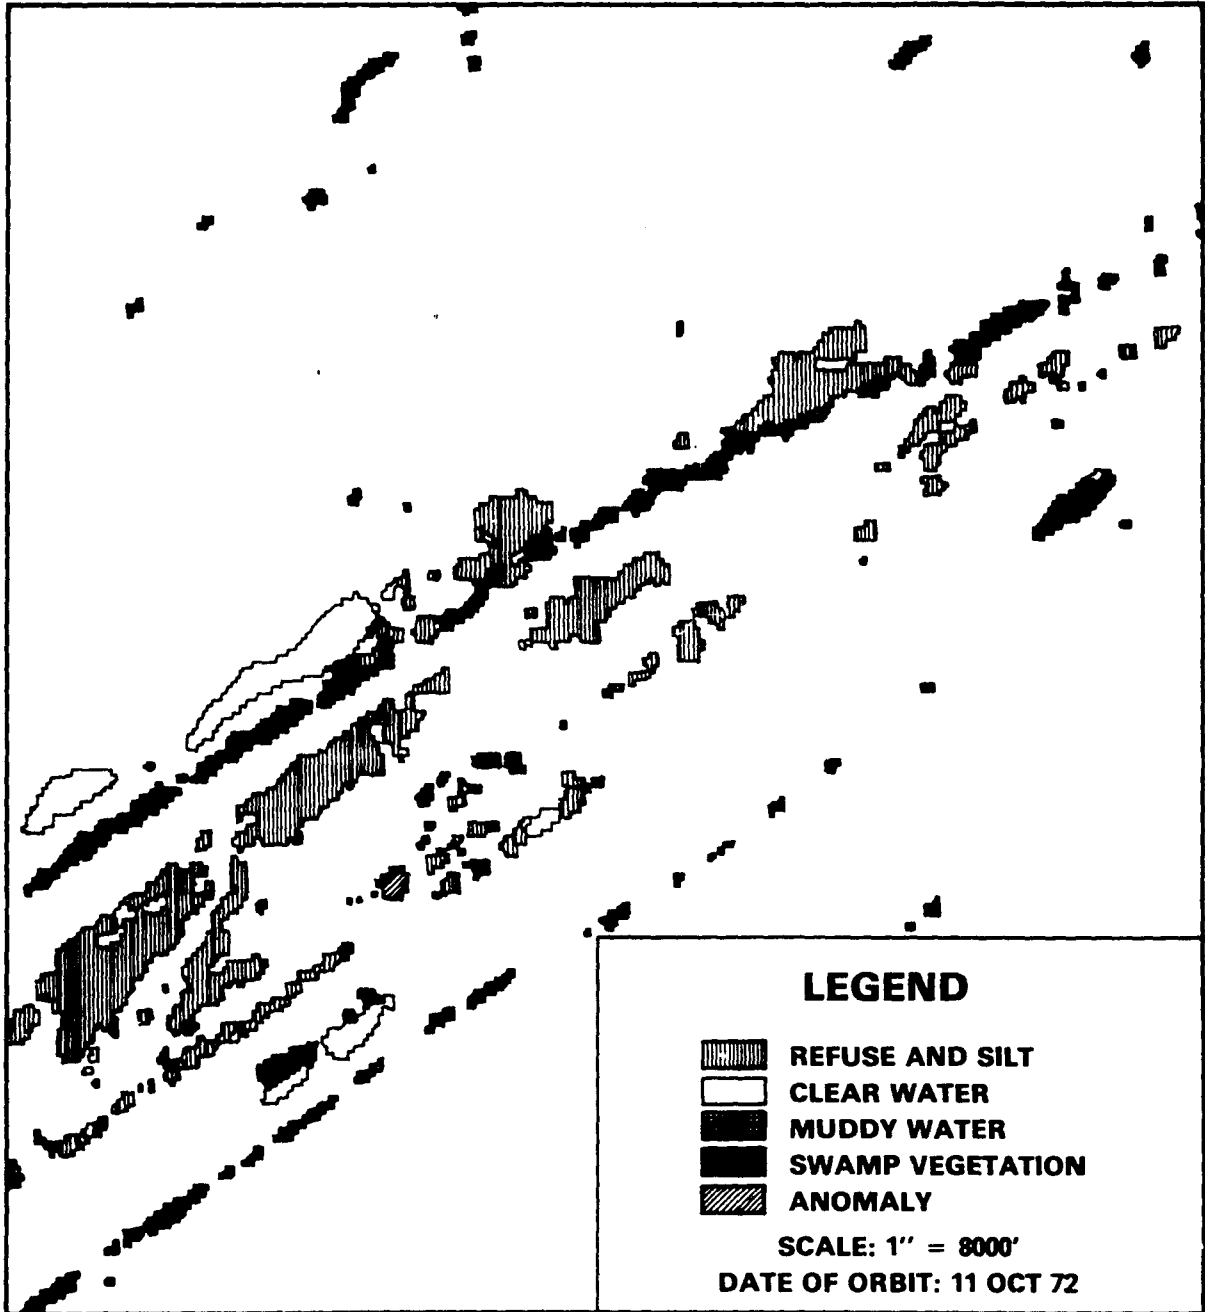 LEGEND
REFUSE AND SILT
CLEAR WATER
MUDDY WATER
SWAMP VEGETATION
ANOMALY
SCALE: 1'' = 8000'
DATE OF ORBIT: 11 OCT 72